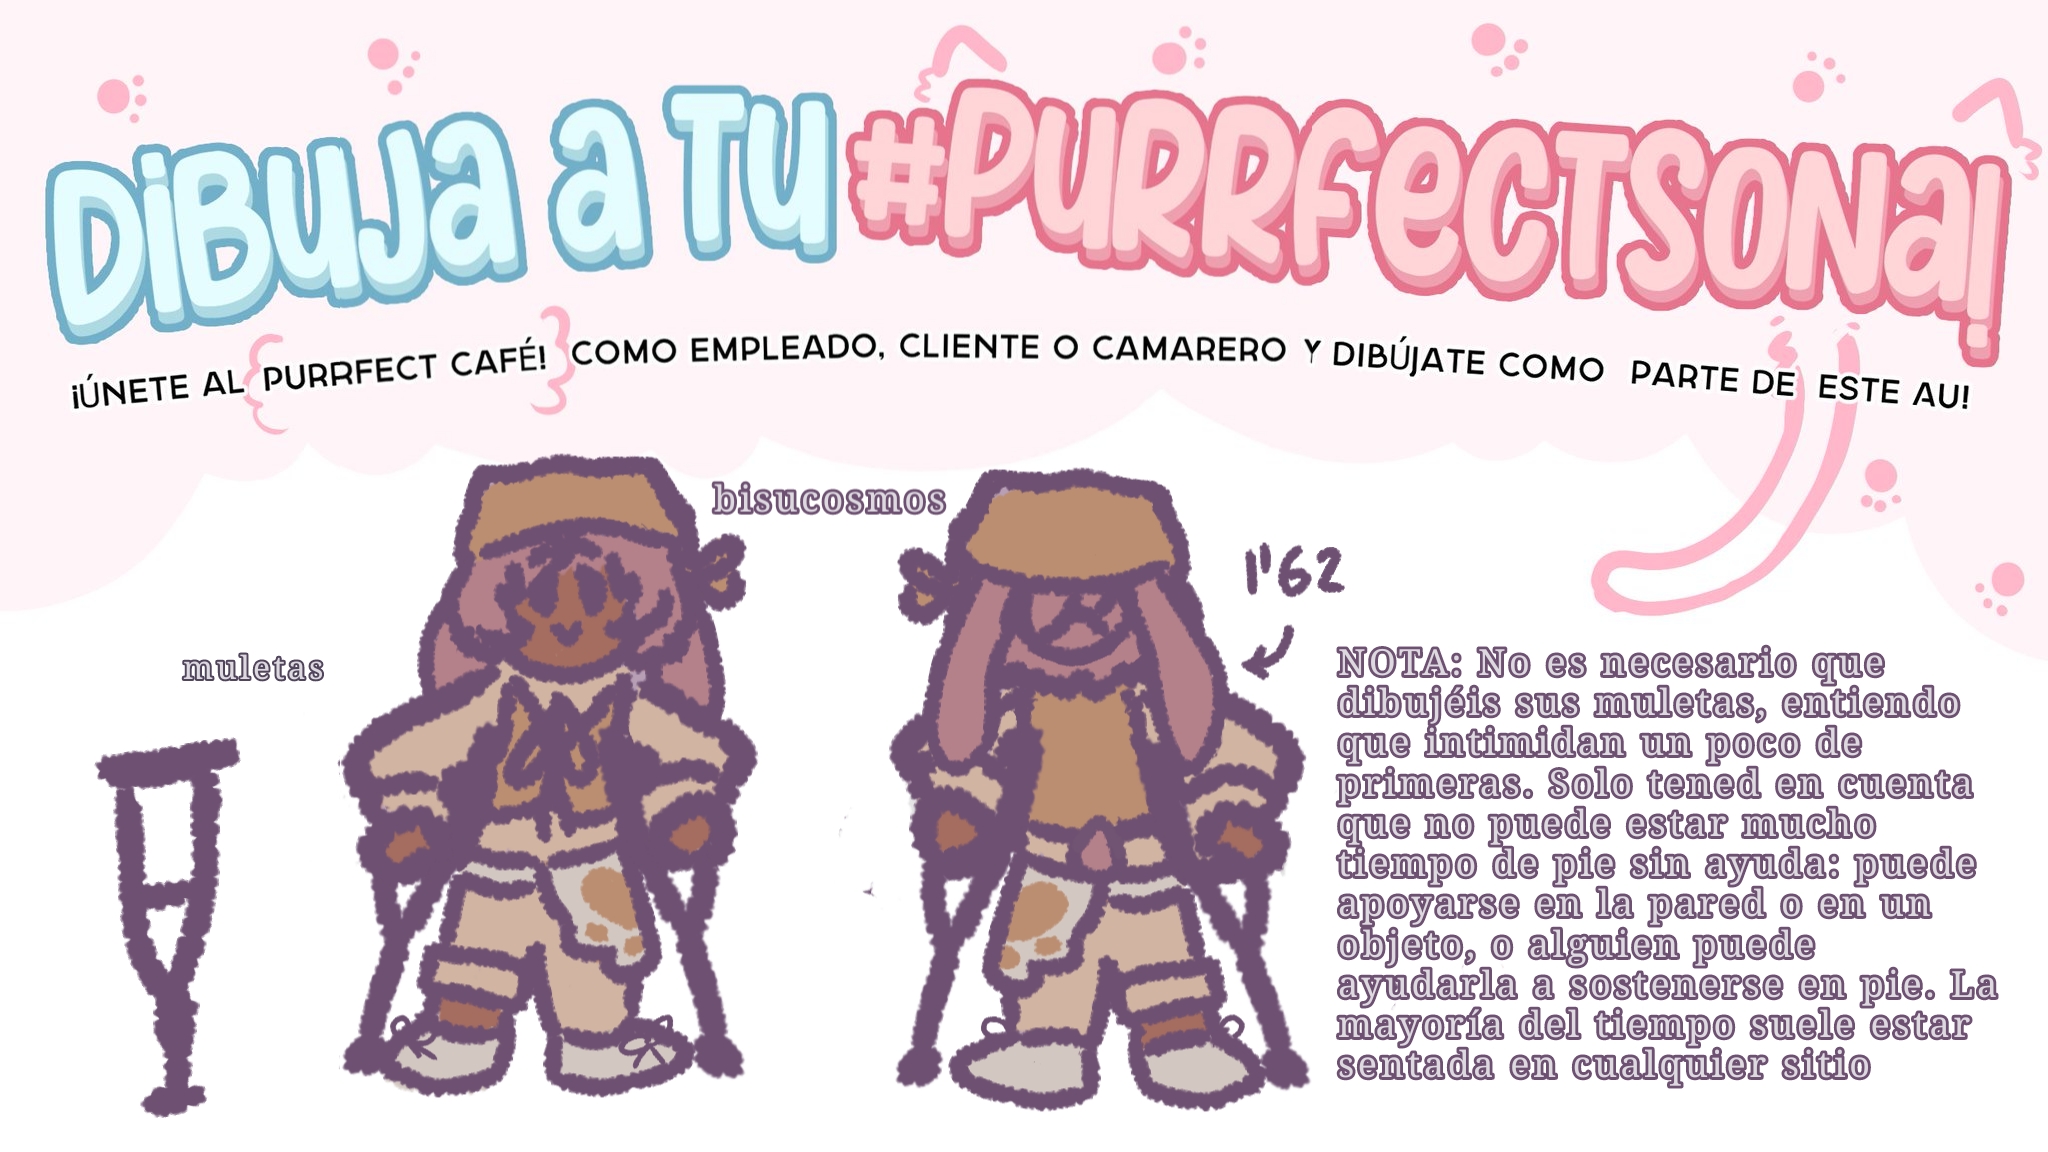 DiBUJa a TU #PURRFeCTSONa!
¡ÚNETE AL PURRFECT CAFÉ! COMO EMPLEADO, CLIENTE O CAMARERO Y DIBÚJATE COMO PARTE DE ESTE AU!
bisucosmos
1'62
muletas
NOTA: No es necesario que
dibujéis sus muletas, entiendo
que intimidan un poco de
primeras. Solo tened en cuenta
que no puede estar mucho
tiempo de pie sin ayuda: puede
apoyarse en la pared o en un
objeto, o alguien puede
ayudarla a sostenerse en pie. La
mayoría del tiempo suele estar
sentada en cualquier sitio